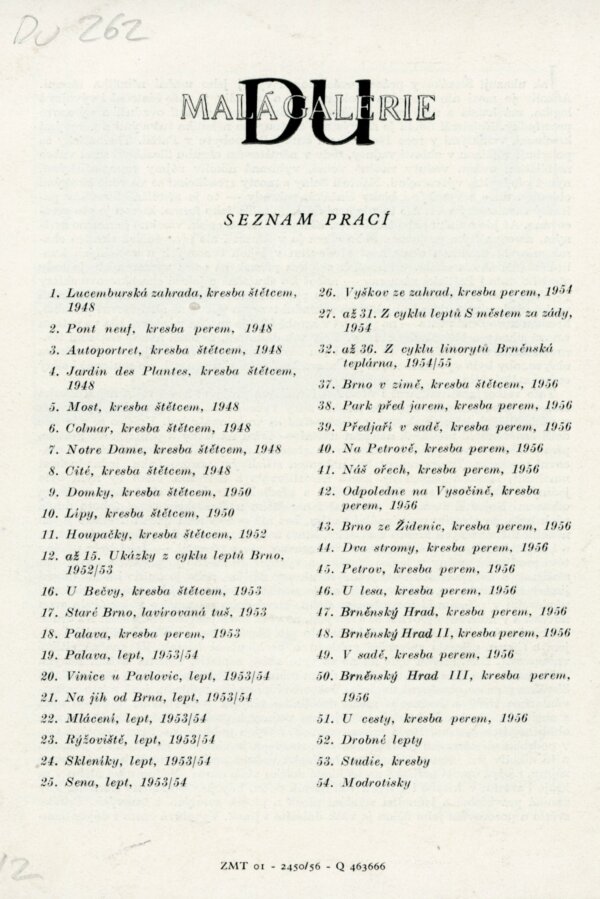 DU 262
MALÁ GALERIE
DU
SEZNAM PRACÍ
1. Lucemburská zahrada, kresba štětcem,
1948
2. Pont neuf, kresba perem, 1948
3. Autoportret, kresba štětcem, 1948
4. Jardin des Plantes, kresba štětcem,
1948
5. Most, kresba štětcem, 1948
6. Colmar, kresba štětcem, 1948
7. Notre Dame, kresba štětcem, 1948
8. Cité, kresba štětcem, 1948
9. Domky, kresba štětcem, 1950
10. Lípy, kresba štětcem, 1950
11. Houpačky, kresba štětcem, 1952
12. až 15. Ukázky z cyklu leptů Brno,
1952/53
16. U Bečvy, kresba štětcem, 1953
17. Staré Brno, lavírovaná tuš, 1953
18. Palava, kresba perem, 1953
19. Palava, lept, 1953/54
20. Vinice u Pavlovic, lept, 1953/54
21. Na jih od Brna, lept, 1953/54
22. Mlácení, lept, 1953/54
23. Rýžoviště, lept, 1953/54
24. Skleníky, lept, 1953/54
25. Sena, lept, 1953/54
26. Vyškov ze zahrad, kresba perem, 1954
27. až 31. Z cyklu leptů S městem za zády,
1954
32. až 36. Z cyklu linorytů Brněnská
teplárna, 1954/55
37. Brno v zimě, kresba štětcem, 1956
38. Park před jarem, kresba perem, 1956
39. Předjaří v sadě, kresba perem, 1956
40. Na Petrově, kresba perem, 1956
41. Náš ořech, kresba perem, 1956
42. Odpoledne na Vysočině, kresba
perem, 1956
43. Brno ze Židenic, kresba perem, 1956
44. Dva stromy, kresba perem, 1956
45. Petrov, kresba perem, 1956
46. U lesa, kresba perem, 1956
47. Brněnský Hrad, kresba perem, 1956
48. Brněnský Hrad II, kresba perem, 1956
49. V sadě, kresba perem, 1956
50. Brněnský Hrad III, kresba perem,
1956
51. U cesty, kresba perem, 1956
52. Drobné lepty
53. Studie, kresby
54. Modrotisky
ZMT 01 - 2450/56 - Q 463666